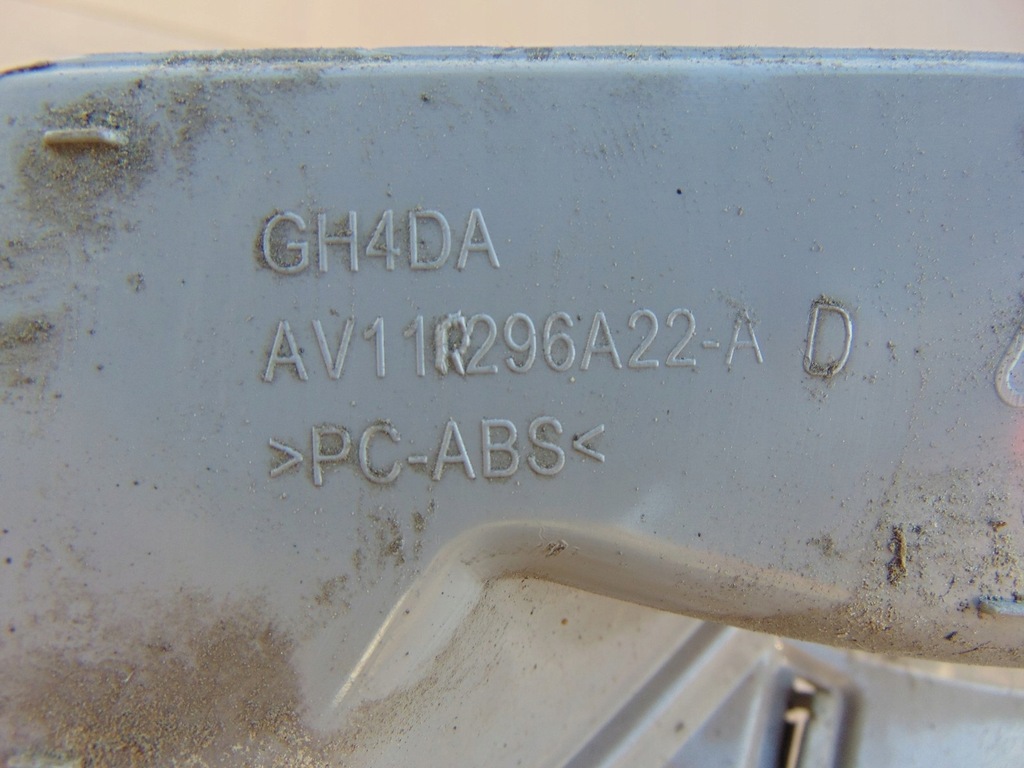 GH4DA
AV11R296A22-A D
>PC-ABS<